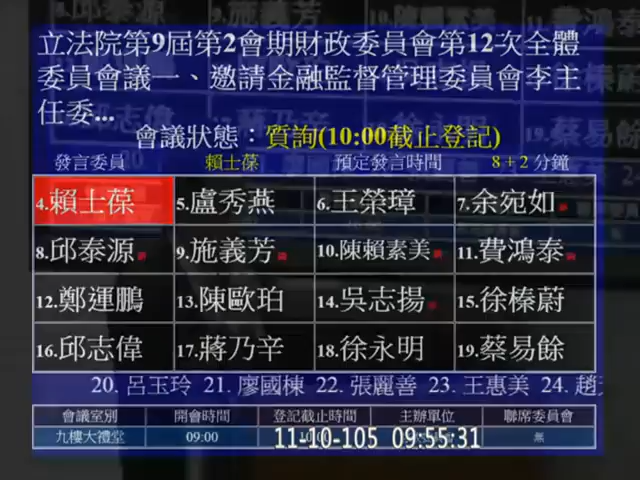 立法院第9屆第2會期財政委員會第12次全體
委員會議一、邀請金融監督管理委員會李主
任委...
會議狀態：質詢(10:00截止登記)
發言委員 賴士葆 預定發言時間 8+2 分鐘
4.賴士葆 5.盧秀燕 6.王榮璋 7.余宛如
8.邱泰源 9.施義芳 10.陳賴素美 11.費鴻泰
12.鄭運鵬 13.陳歐珀 14.吳志揚 15.徐榛蔚
16.邱志偉 17.蔣乃辛 18.徐永明 19.蔡易餘
20. 呂玉玲 21. 廖國棟 22. 張麗善 23. 王惠美 24. 趙天
會議室別 開會時間 登記截止時間 主辦單位 聯席委員會
九樓大禮堂 09:00 無
11-10-105 09:55:31